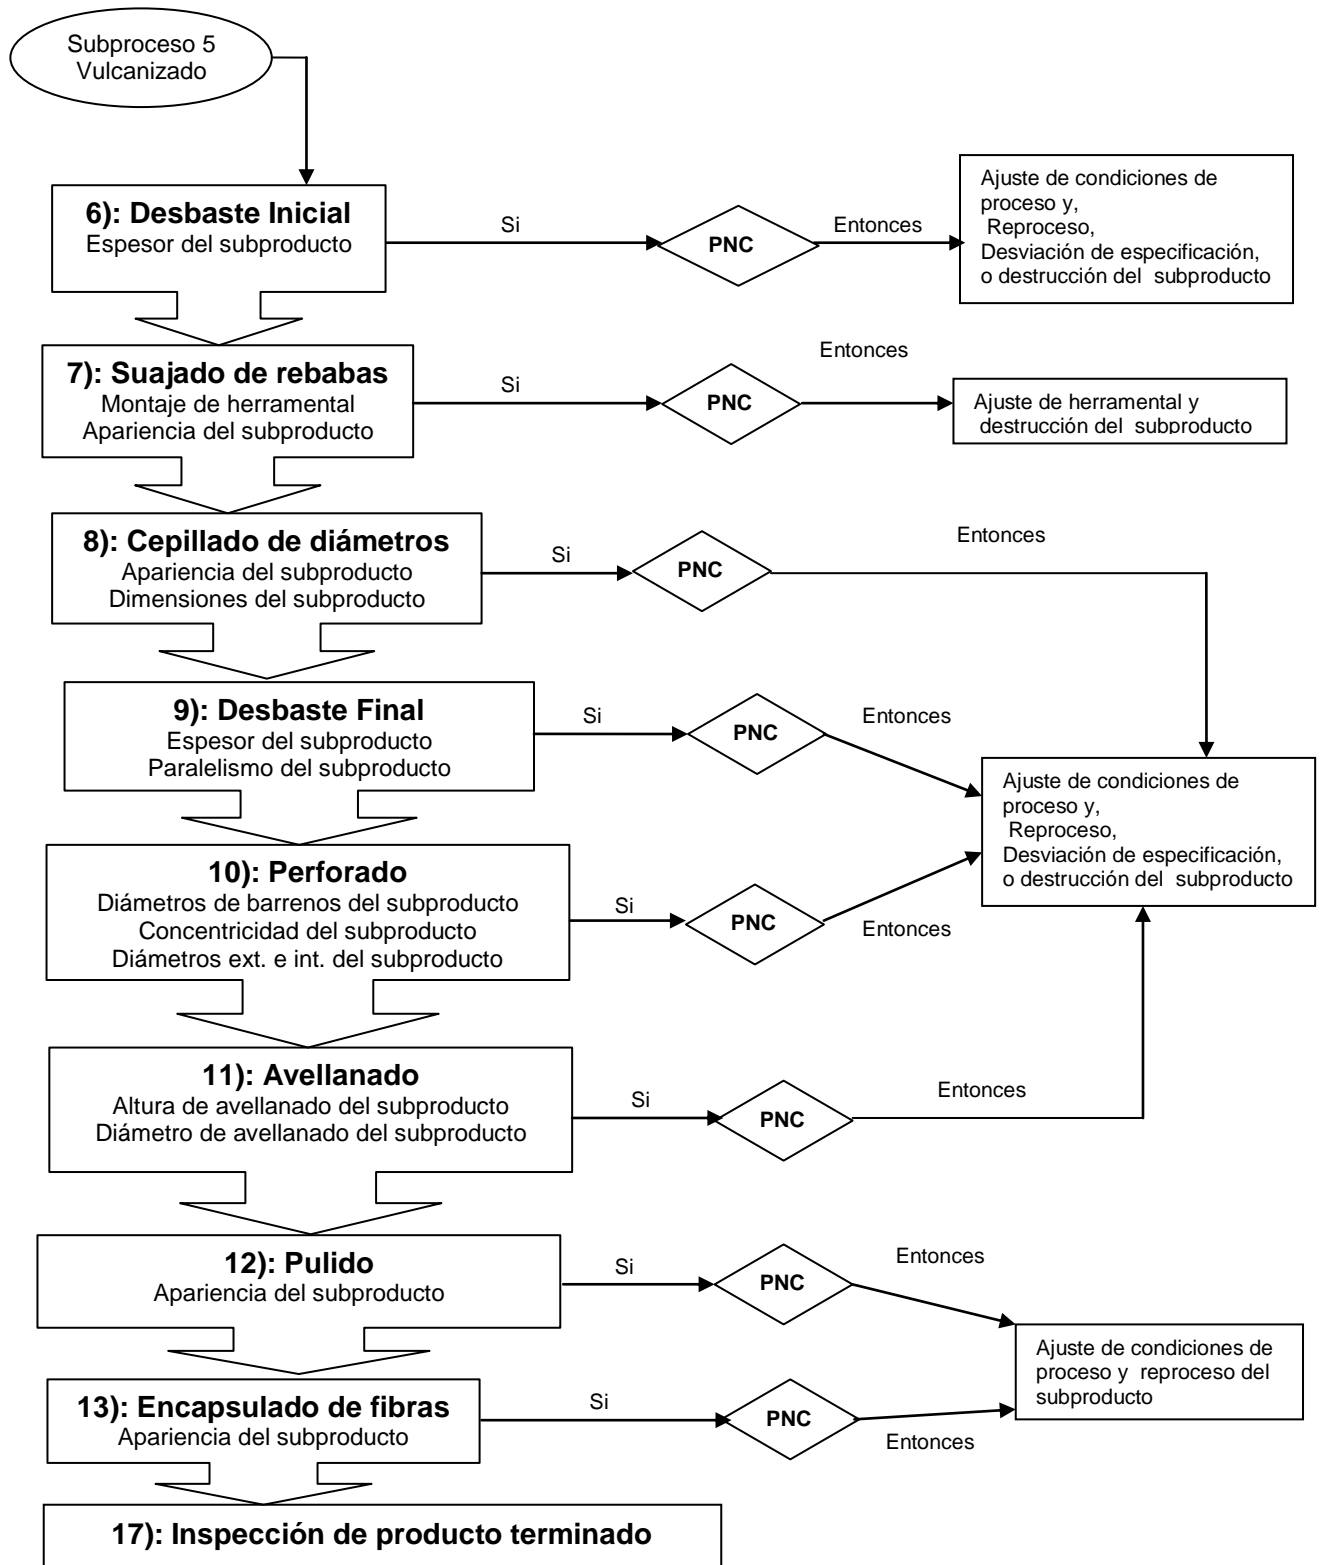 Subproceso 5
Vulcanizado
6): Desbaste Inicial
Espesor del subproducto
Si
PNC
Entonces
Ajuste de condiciones de
proceso y,
Reproceso,
Desviación de especificación,
o destrucción del subproducto
7): Suajado de rebabas
Montaje de herramental
Apariencia del subproducto
Si
PNC
Entonces
Ajuste de herramental y
destrucción del subproducto
8): Cepillado de diámetros
Apariencia del subproducto
Dimensiones del subproducto
Si
PNC
Entonces
9): Desbaste Final
Espesor del subproducto
Paralelismo del subproducto
Si
PNC
Entonces
Ajuste de condiciones de
proceso y,
Reproceso,
Desviación de especificación,
o destrucción del subproducto
10): Perforado
Diámetros de barrenos del subproducto
Concentricidad del subproducto
Diámetros ext. e int. del subproducto
Si
PNC
Entonces
11): Avellanado
Altura de avellanado del subproducto
Diámetro de avellanado del subproducto
Si
PNC
Entonces
12): Pulido
Apariencia del subproducto
Si
PNC
Entonces
Ajuste de condiciones de
proceso y reproceso del
subproducto
13): Encapsulado de fibras
Apariencia del subproducto
Si
PNC
Entonces
17): Inspección de producto terminado